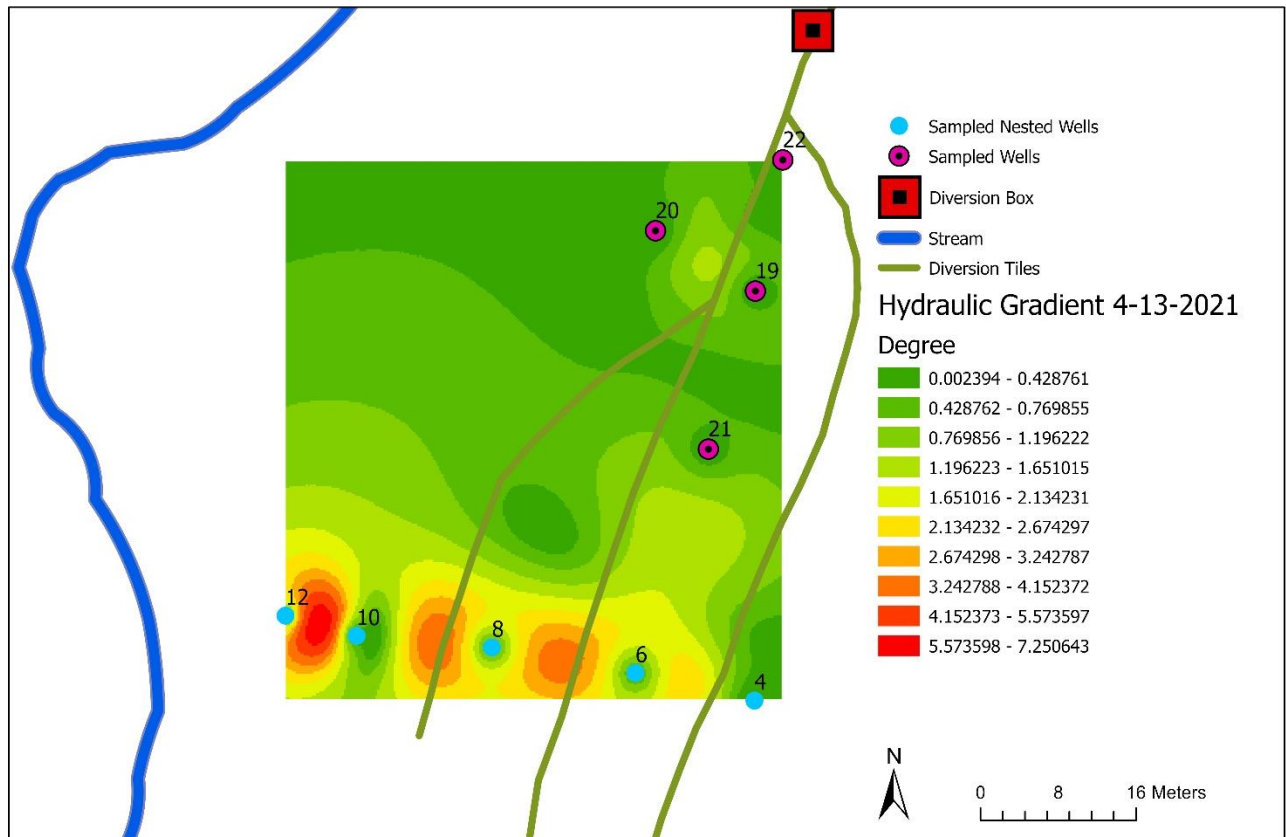 22
20
19
21
12
10
8
6
4
Sampled Nested Wells
Sampled Wells
Diversion Box
Stream
Diversion Tiles
Hydraulic Gradient 4-13-2021
Degree
0.002394 - 0.428761
0.428762 - 0.769855
0.769856 - 1.196222
1.196223 - 1.651015
1.651016 - 2.134231
2.134232 - 2.674297
2.674298 - 3.242787
3.242788 - 4.152372
4.152373 - 5.573597
5.573598 - 7.250643
N
0 8 16 Meters